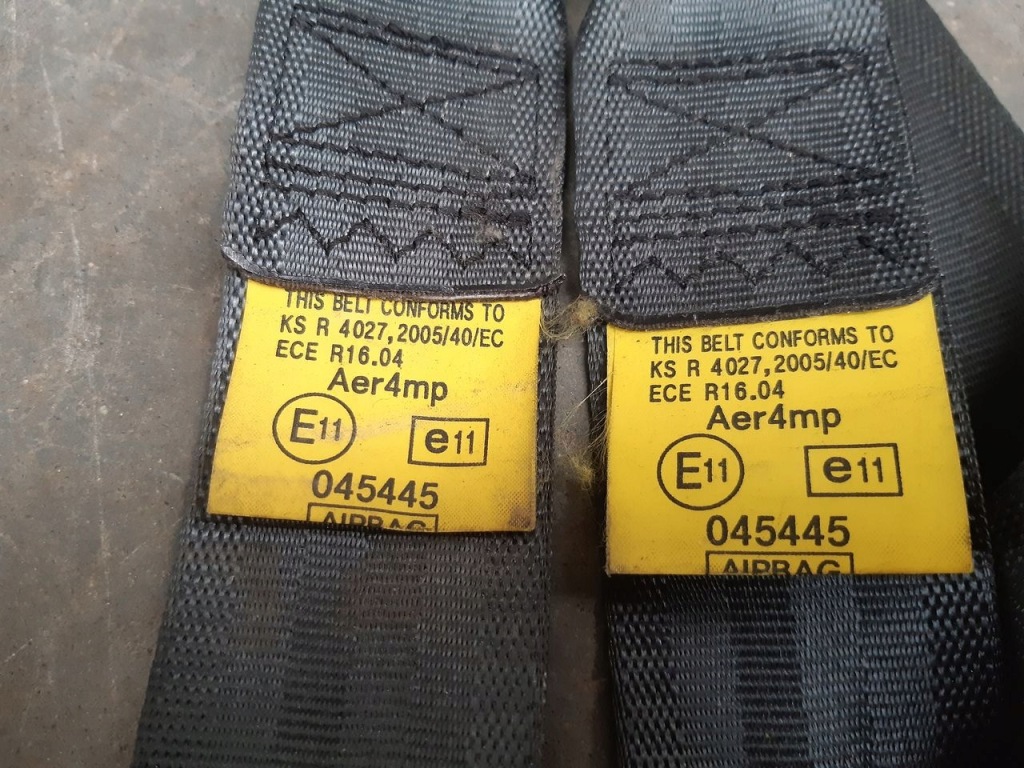 THIS BELT CONFORMS TO
KS R 4027,2005/40/EC
ECE R16.04
Aer4mp
E11 e11
045445
AIRBAG
THIS BELT CONFORMS TO
KS R 4027,2005/40/EC
ECE R16.04
Aer4mp
E11 e11
045445
AIRBAG